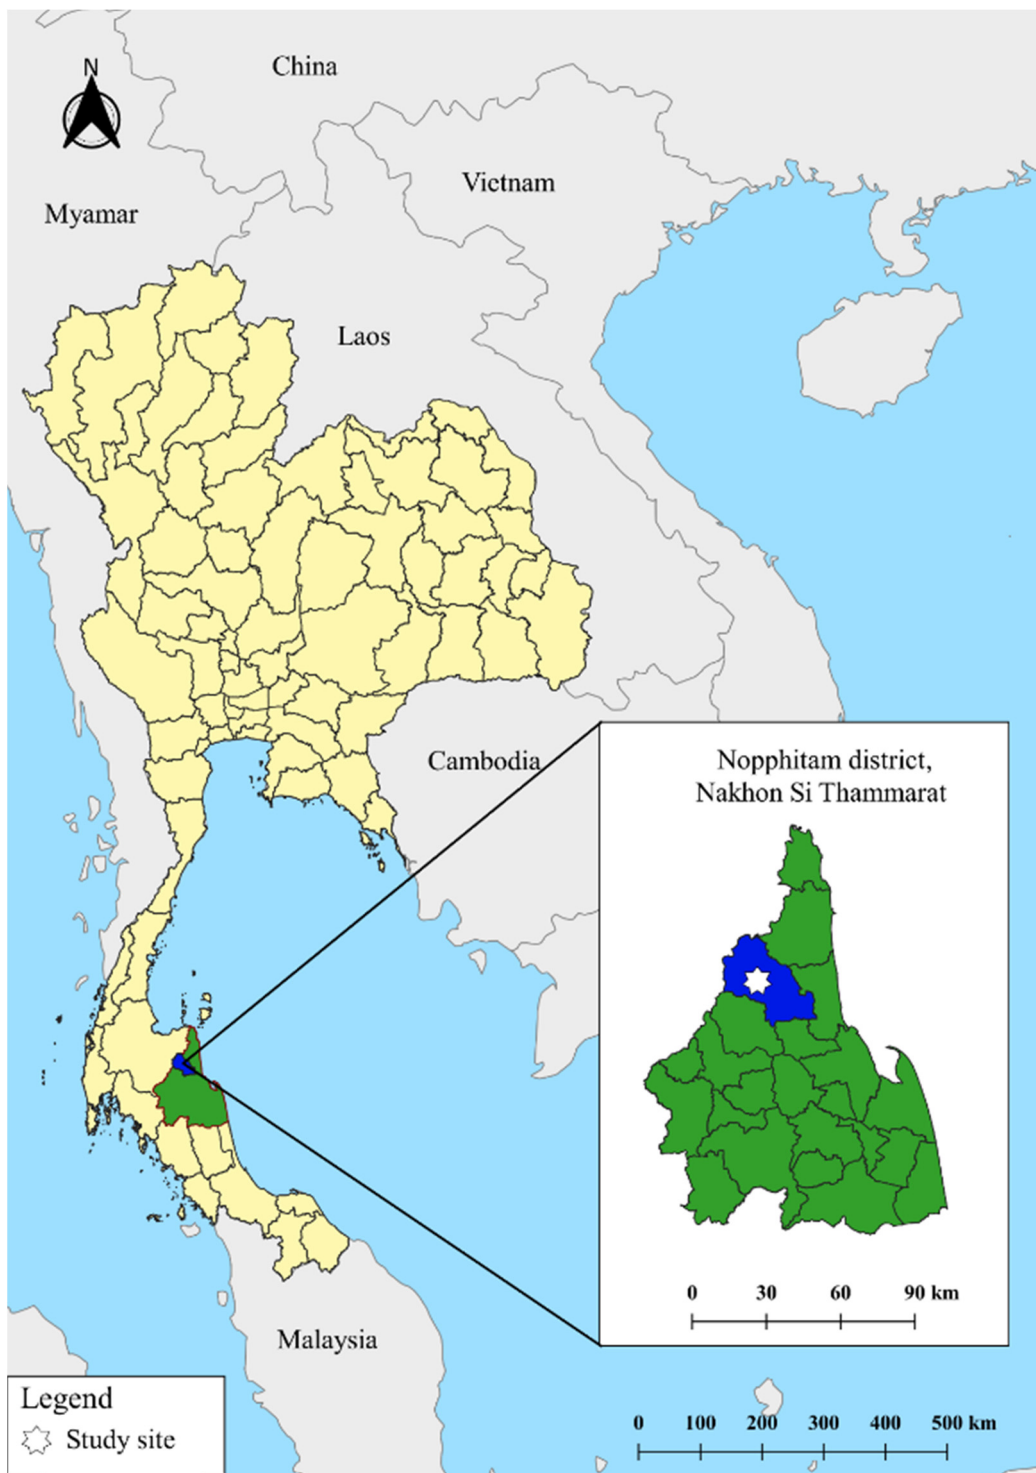 China
N
Vietnam
Myamar
Laos
Cambodia
Nopphitam district,
Nakhon Si Thammarat
0 30 60 90 km
Malaysia
Legend
Study site
0 100 200 300 400 500 km